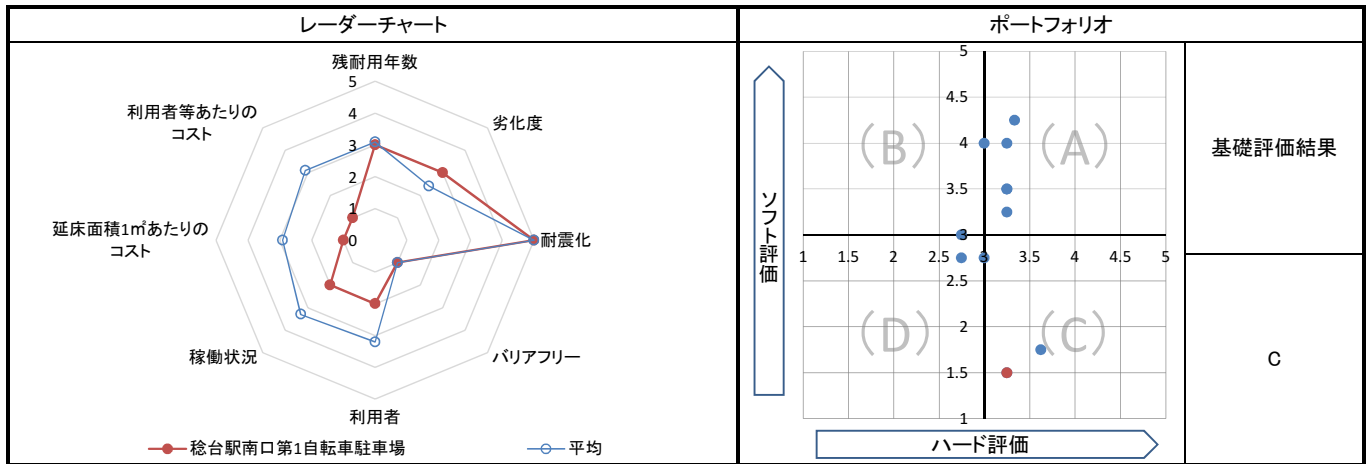 レーダーチャート
残耐用年数
劣化度
耐震化
バリアフリー
利用者
稼働状況
延床面積1㎡あたりの
コスト
利用者等あたりの
コスト
5
4
3
2
1
0
稔台駅南口第1自転車駐車場
平均
ポートフォリオ
ソフト評価
5
4.5
4
3.5
3
2.5
2
1.5
1
1 1.5 2 2.5 3 3.5 4 4.5 5
(B)
(A)
(D)
(C)
ハード評価
基礎評価結果
C